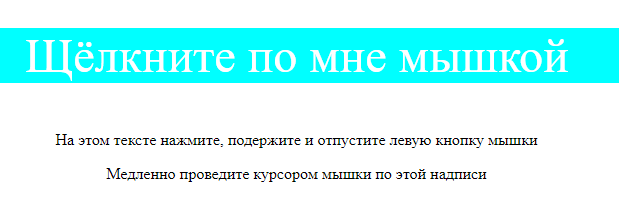 Щёлкните по мне мышкой
На этом тексте нажмите, подержите и отпустите левую кнопку мышки
Медленно проведите курсором мышки по этой надписи